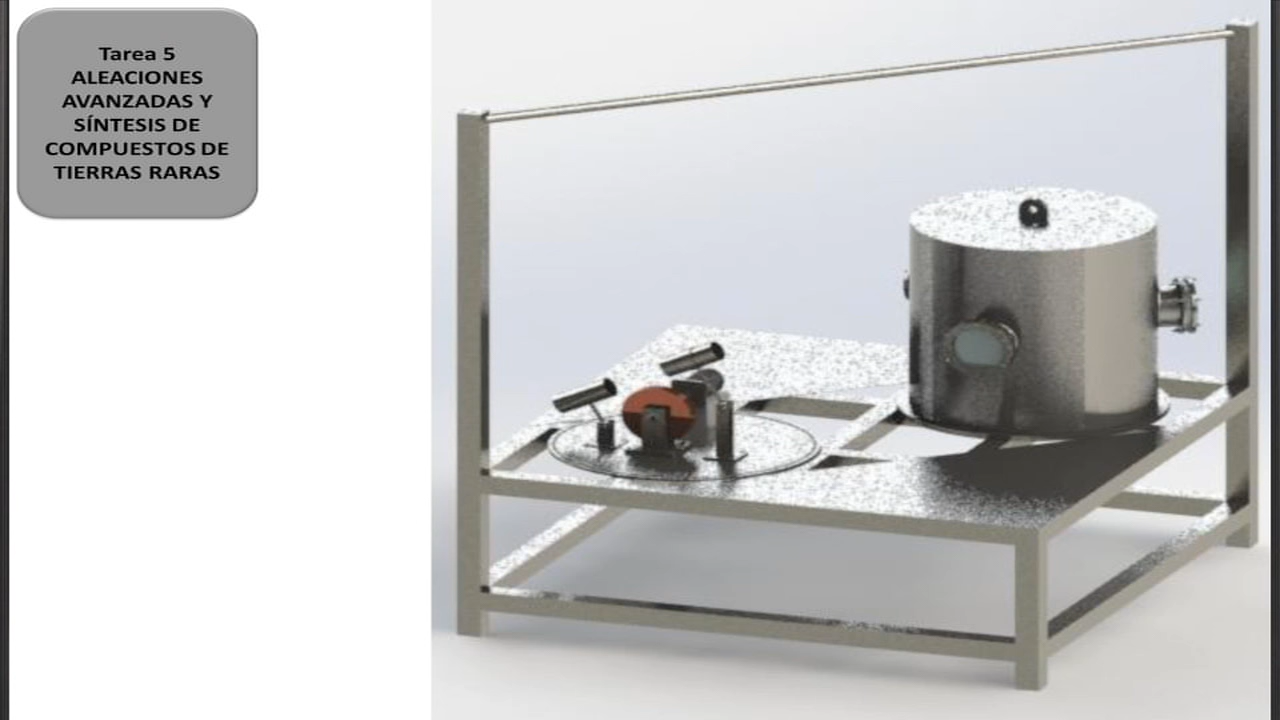 Tarea 5
ALEACIONES
AVANZADAS Y
SÍNTESIS DE
COMPUESTOS DE
TIERRAS RARAS